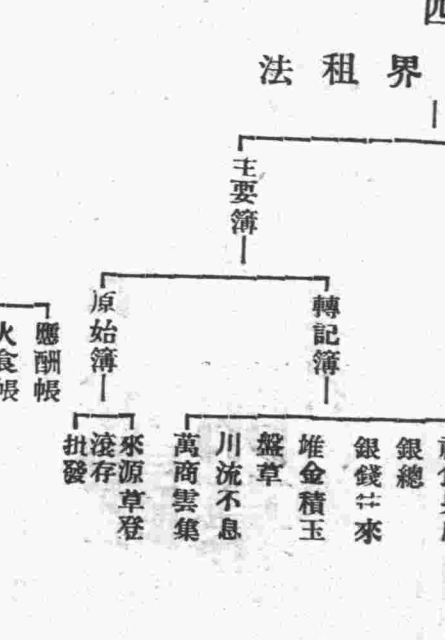 四
界租法
主要簿
轉記簿
原始簿
銀總
銀錢廿來
堆金積玉
盤草
川流不息
萬商雲集
來源草登
滾存
批發
應酬帳
火食帳